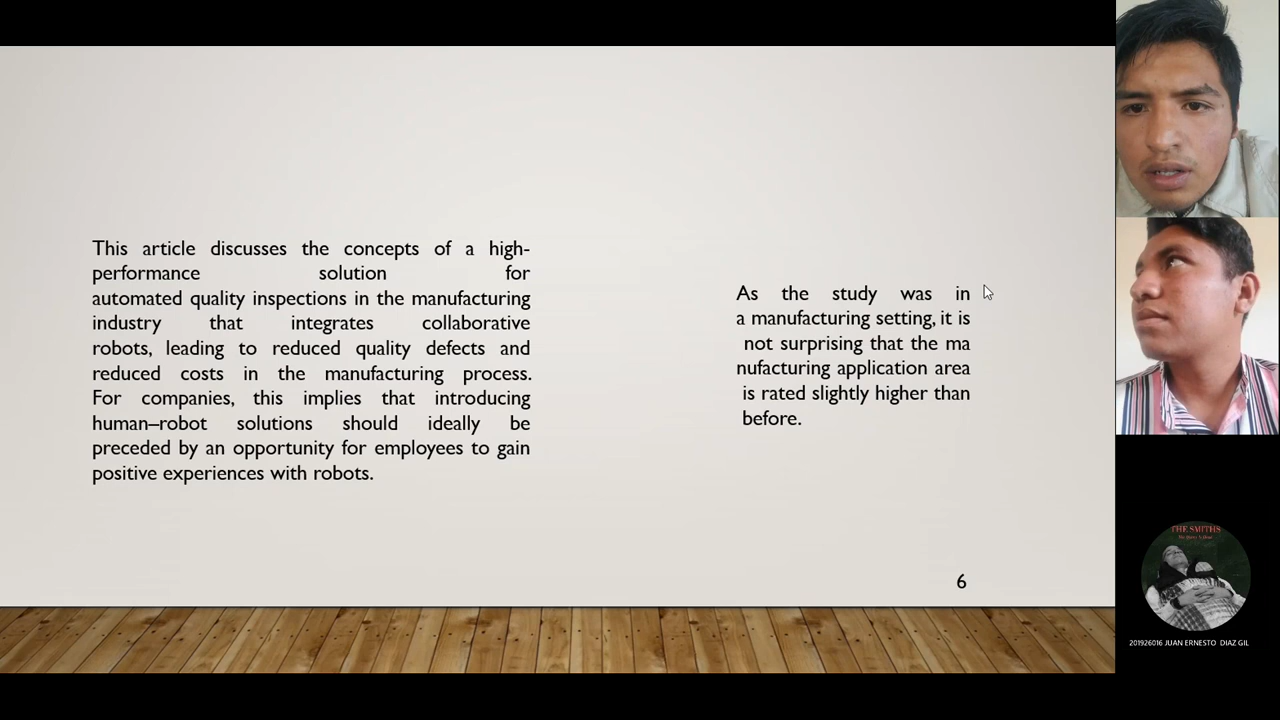 This article discusses the concepts of a high-
performance solution for
automated quality inspections in the manufacturing
industry that integrates collaborative
robots, leading to reduced quality defects and
reduced costs in the manufacturing process.
For companies, this implies that introducing
human–robot solutions should ideally be
preceded by an opportunity for employees to gain
positive experiences with robots.
As the study was in
a manufacturing setting, it is
not surprising that the ma
nufacturing application area
is rated slightly higher than
before.
6
THE SMITHS
201926016 JUAN ERNESTO DIAZ GIL